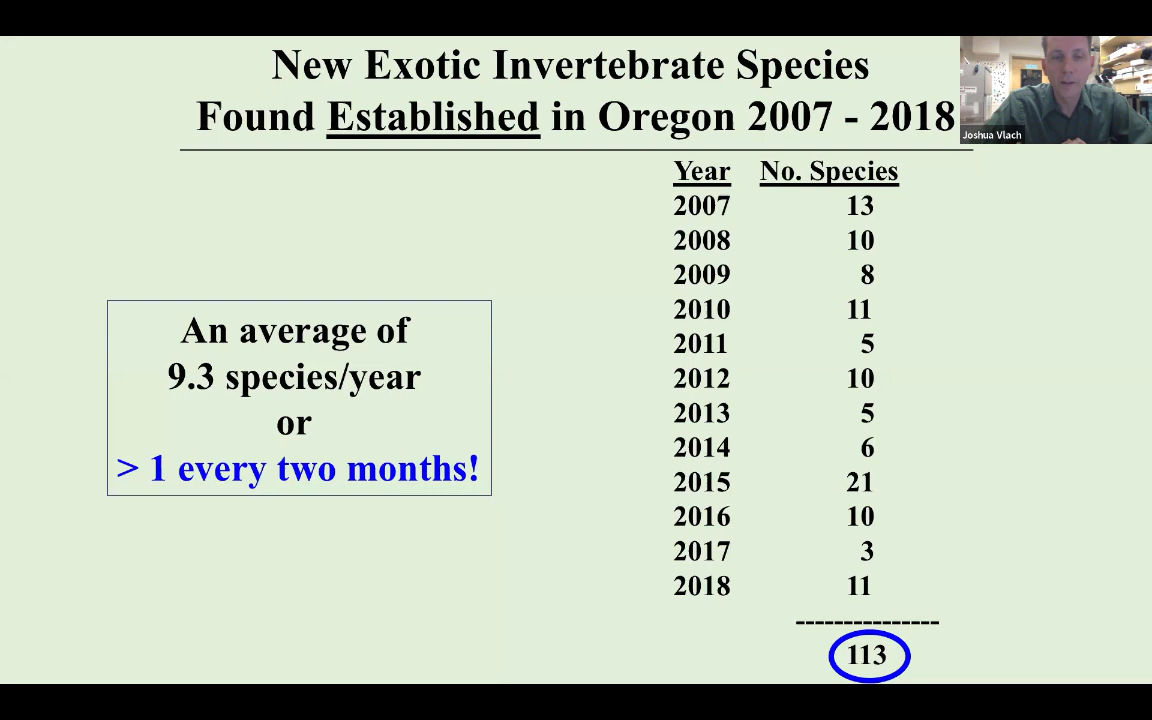 New Exotic Invertebrate Species
Found Established in Oregon 2007 - 2018
Joshua Vlach
Year No. Species
2007 13
2008 10
2009 8
2010 11
2011 5
2012 10
2013 5
2014 6
2015 21
2016 10
2017 3
2018 11
---------------
113
An average of
9.3 species/year
or
> 1 every two months!